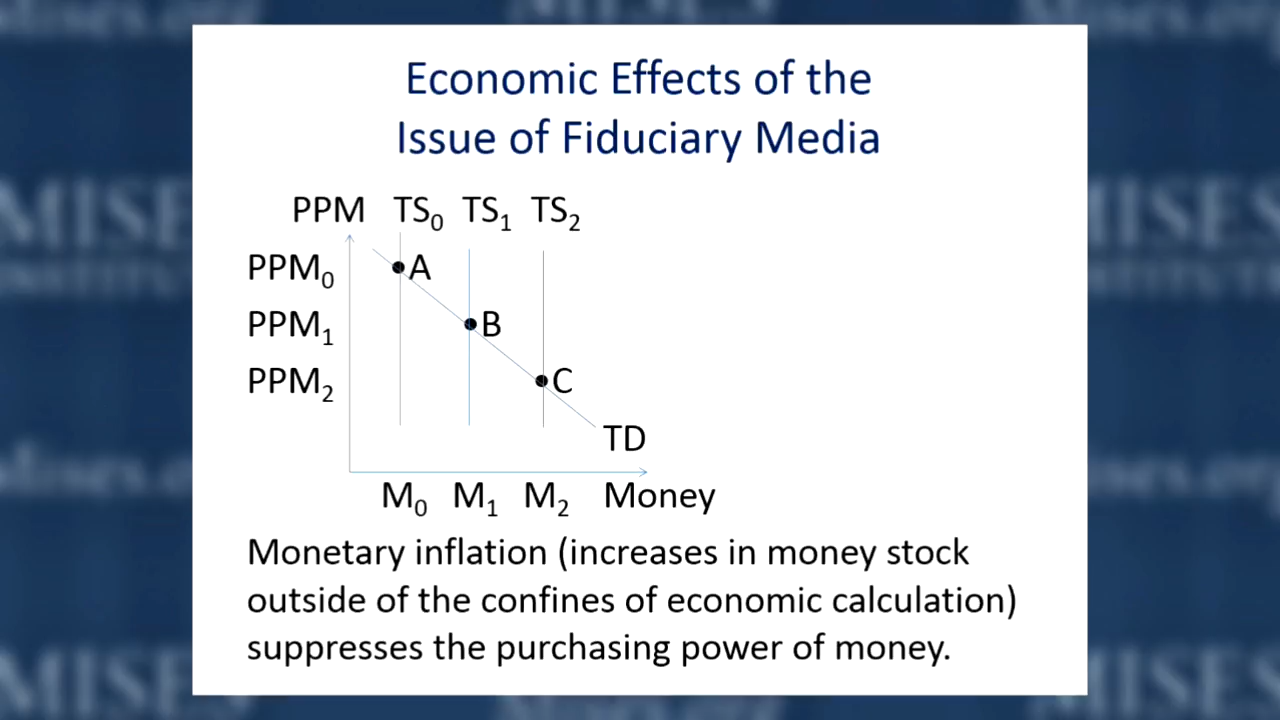 Economic Effects of the
Issue of Fiduciary Media
PPM TS₀ TS₁ TS₂
PPM₀ A
PPM₁ B
PPM₂ C
TD
M₀ M₁ M₂ Money
Monetary inflation (increases in money stock
outside of the confines of economic calculation)
suppresses the purchasing power of money.